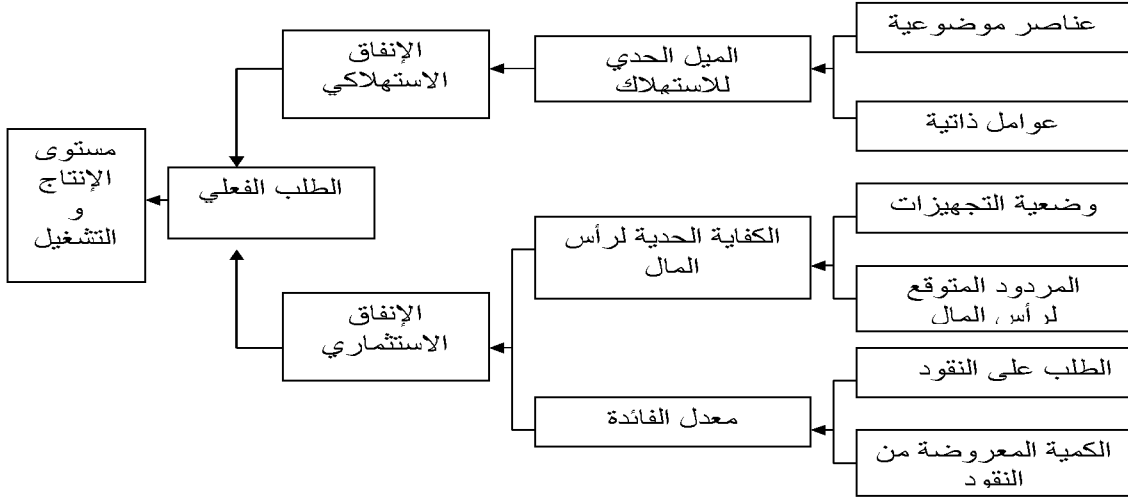 عناصر موضوعية
عوامل ذاتية
الميل الحدي
للاستهلاك
الإنفاق
الاستهلاكي
وضعية التجهيزات
المردود المتوقع
لرأس المال
الكفاية الحدية لرأس
المال
الطلب على النقود
الكمية المعروضة من
النقود
معدل الفائدة
الإنفاق
الاستثماري
الطلب الفعلي
مستوى
الإنتاج
و
التشغيل